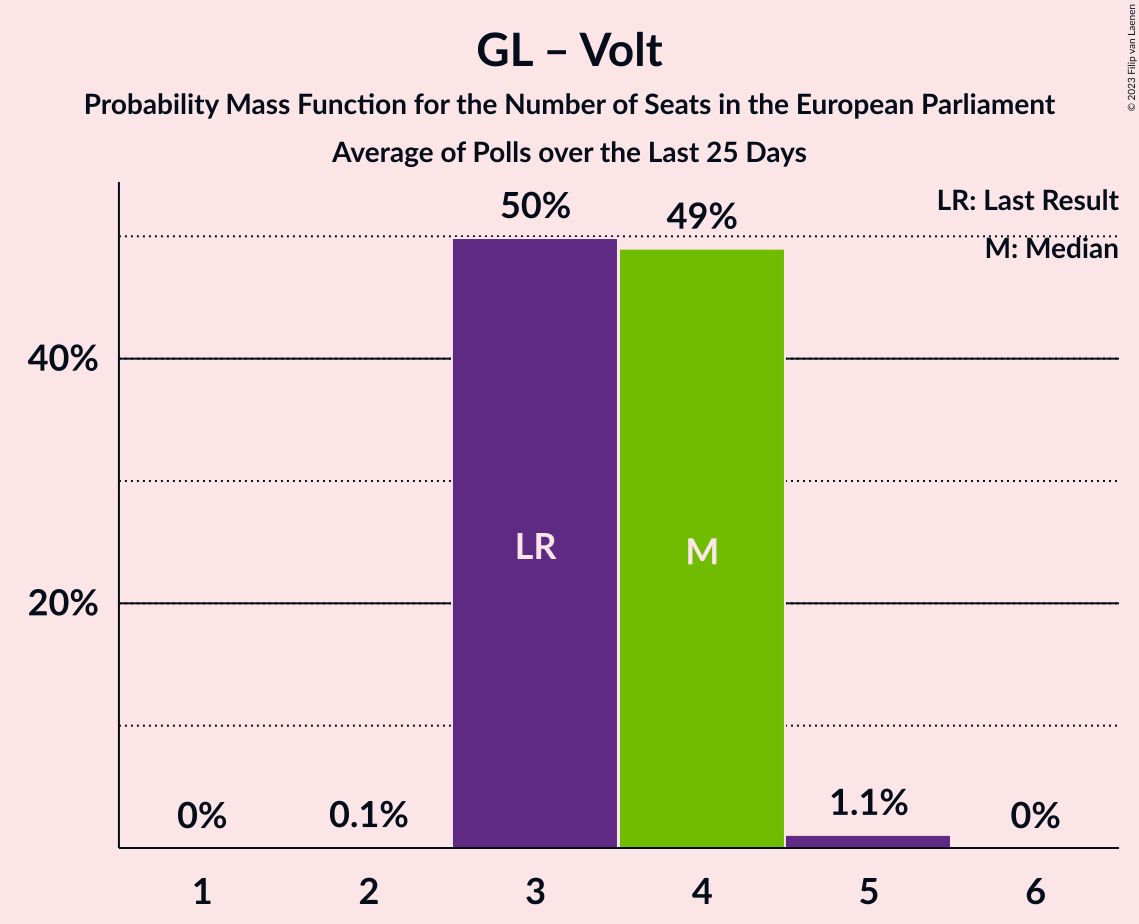 GL – Volt
Probability Mass Function for the Number of Seats in the European Parliament
Average of Polls over the Last 25 Days
© 2023 Filip van Laenen
LR: Last Result
M: Median
50%
49%
40%
LR
M
20%
0%
0.1%
1.1%
0%
1 2 3 4 5 6